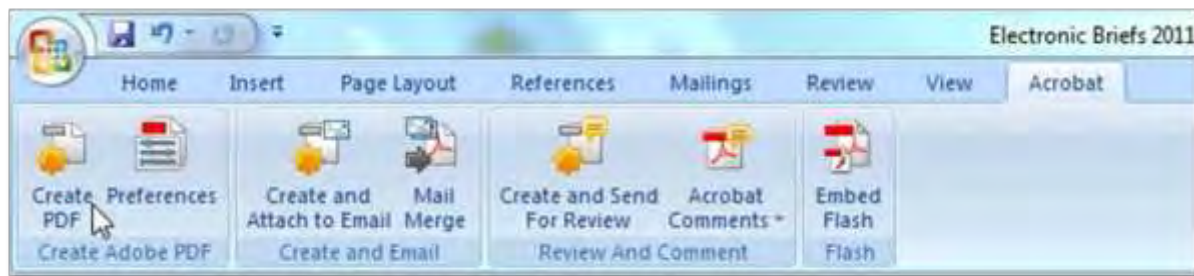 Electronic Briefs 2011
Home Insert Page Layout References Mailings Review View Acrobat
Create Preferences Create and Mail Create and Send Acrobat Embed
PDF Attach to Email Merge For Review Comments Flash
Create Adobe PDF Create and Email Review And Comment Flash